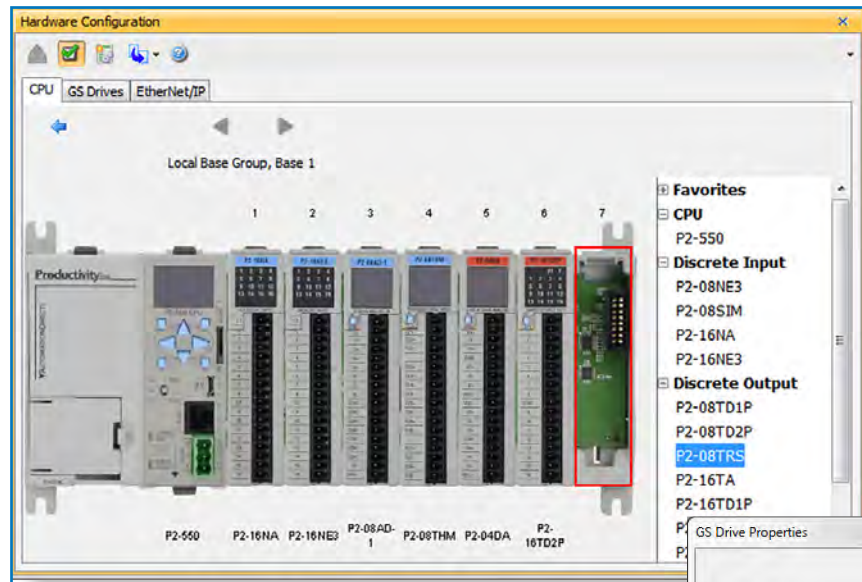 Hardware Configuration
CPU GS Drives EtherNet/IP
Local Base Group, Base 1
1 2 3 4 5 6 7
Productivity
P2-550 P2-16NA P2-16NE3 P2-08AD-1 P2-08THM P2-04DA P2-16TD2P
Favorites
CPU
P2-550
Discrete Input
P2-08NE3
P2-08SIM
P2-16NA
P2-16NE3
Discrete Output
P2-08TD1P
P2-08TD2P
P2-08TRS
P2-16TA
P2-16TD1P
GS Drive Properties